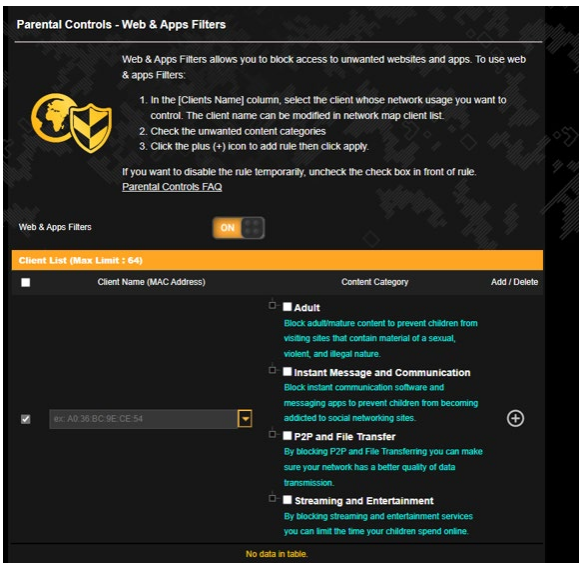 Parental Controls - Web & Apps Filters
Web & Apps Filters allows you to block access to unwanted websites and apps. To use web
& apps Filters:
1. In the [Clients Name] column, select the client whose network usage you want to
control. The client name can be modified in network map client list.
2. Check the unwanted content categories
3. Click the plus (+) icon to add rule then click apply.
If you want to disable the rule temporarily, uncheck the check box in front of rule.
Parental Controls FAQ
Web & Apps Filters
ON
Client List (Max Limit : 64)
Client Name (MAC Address) Content Category Add / Delete
Adult
Block adult/mature content to prevent children from
visiting sites that contain material of a sexual,
violent, and illegal nature.
Instant Message and Communication
Block instant communication software and
messaging apps to prevent children from becoming
addicted to social networking sites.
ex: A0:36:BC:9E:CE:54
P2P and File Transfer
By blocking P2P and File Transferring you can make
sure your network has a better quality of data
transmission.
Streaming and Entertainment
By blocking streaming and entertainment services
you can limit the time your children spend online.
No data in table.